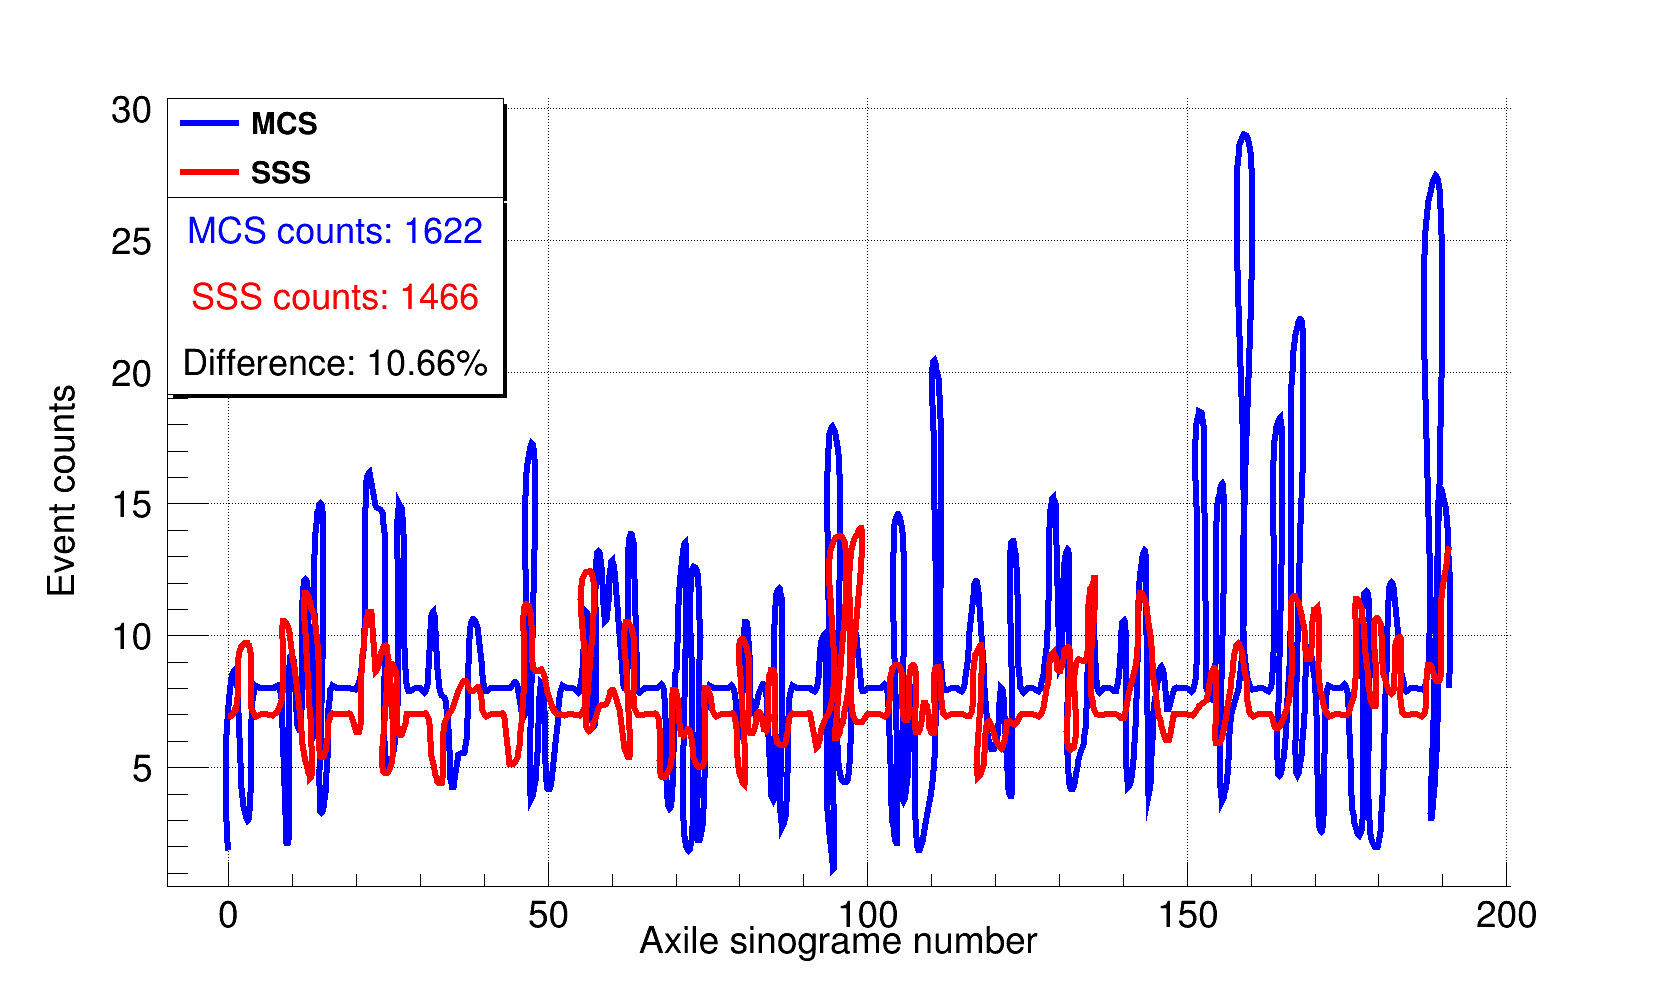 MCS
SSS
MCS counts: 1622
SSS counts: 1466
Difference: 10.66%
Event counts
30
25
20
15
10
5
0 50 100 150 200
Axile sinograme number